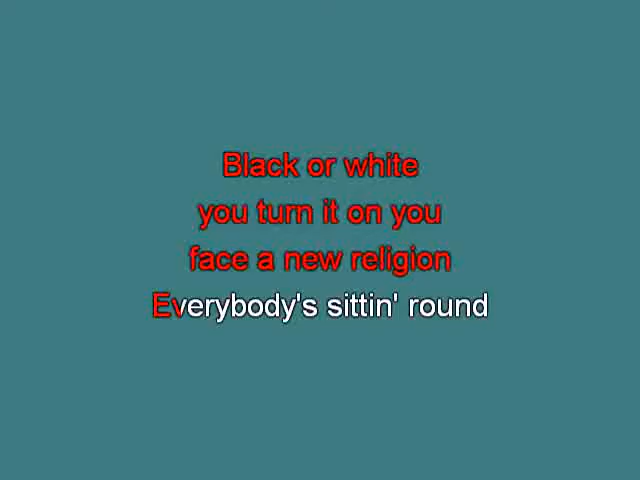 Black or white
you turn it on you
face a new religion
Everybody's sittin' round